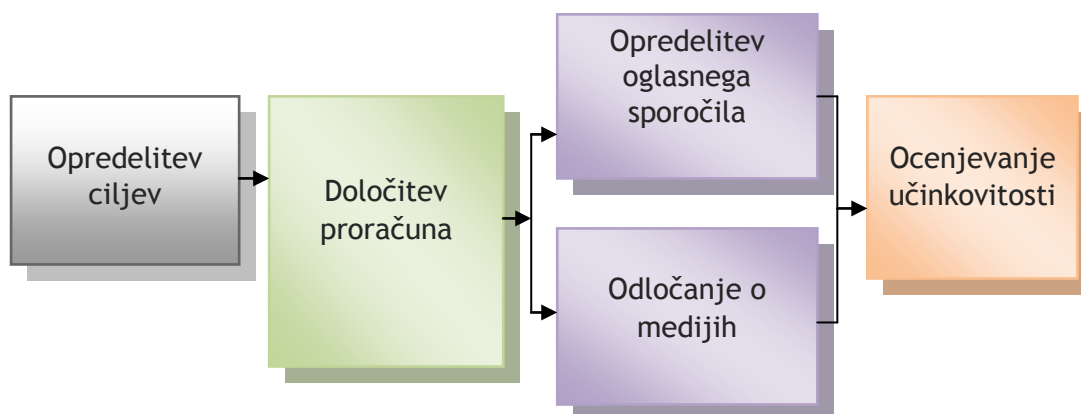 Opredelitev
ciljev
Določitev
proračuna
Opredelitev
oglasnega
sporočila
Odločanje o
medijih
Ocenjevanje
učinkovitosti